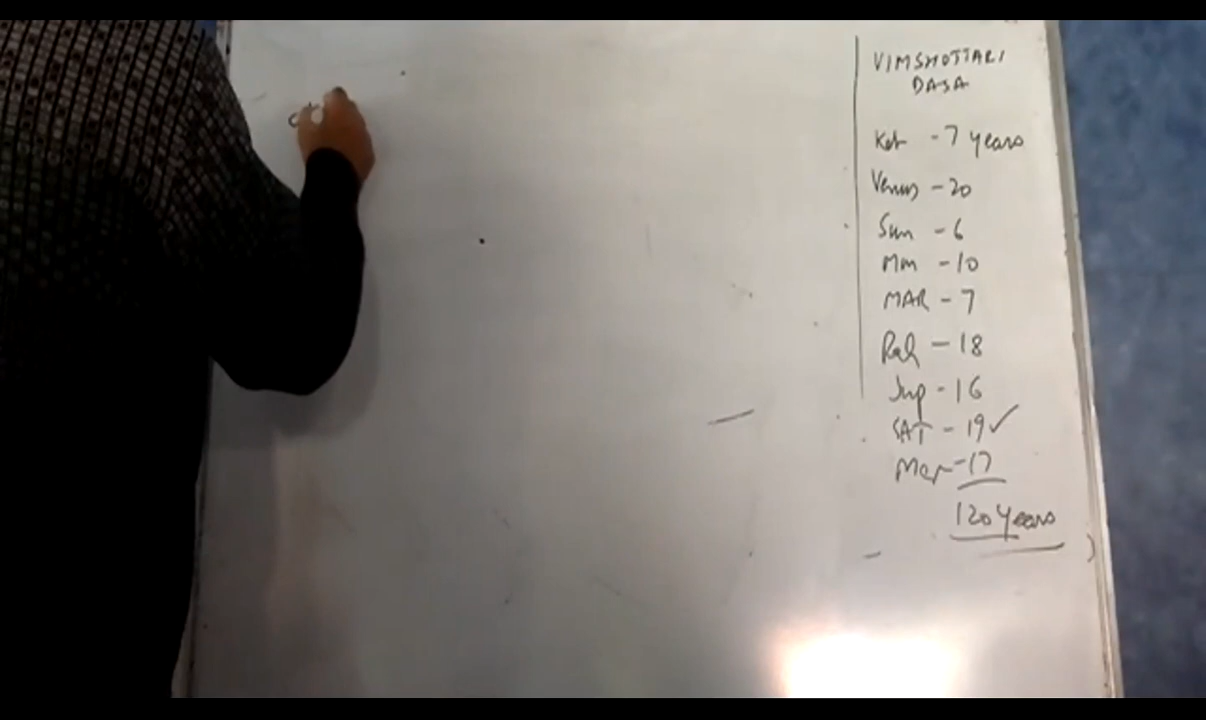 VIMSHOTTARI
DASA
Ket - 7 years
Venus - 20
Sun - 6
Mm - 10
MAR - 7
Rah - 18
Jup - 16
SAT - 19 ✓
Mer - 17
120 years